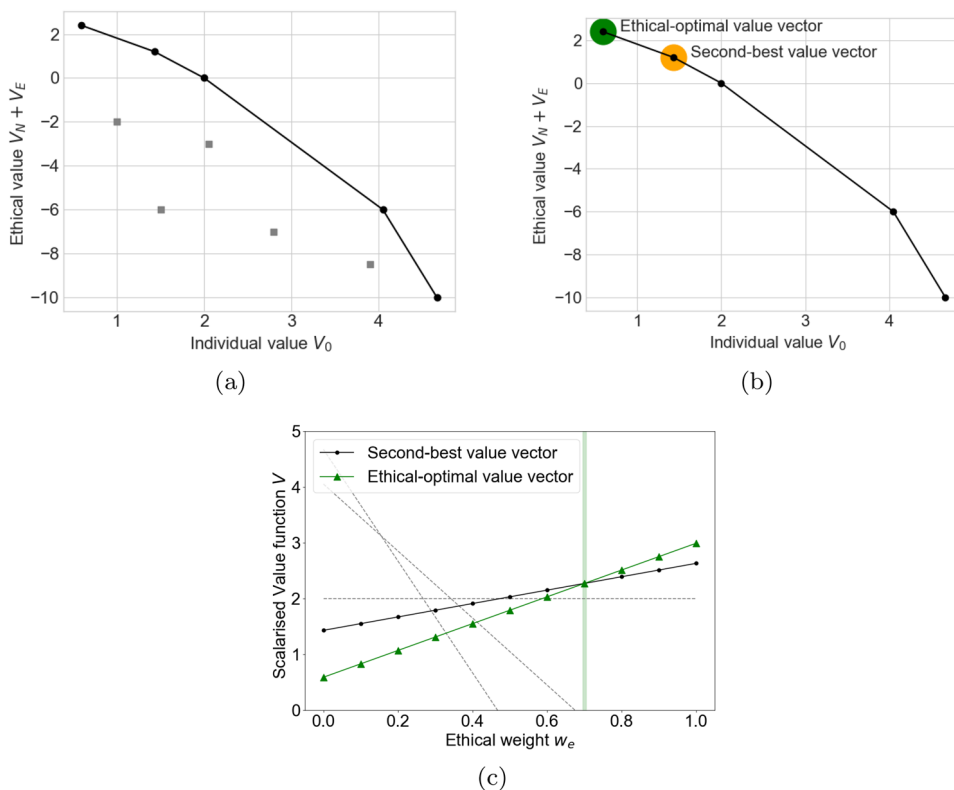 Ethical value V_N + V_E
2
0
−2
−4
−6
−8
−10
1
2
3
4
Individual value V_0
(a)
Ethical value V_N + V_E
2
0
−2
−4
−6
−8
−10
Ethical-optimal value vector
Second-best value vector
1
2
3
4
Individual value V_0
(b)
Scalarised Value function V
5
4
3
2
1
0
Second-best value vector
Ethical-optimal value vector
0.0
0.2
0.4
0.6
0.8
1.0
Ethical weight w_e
(c)